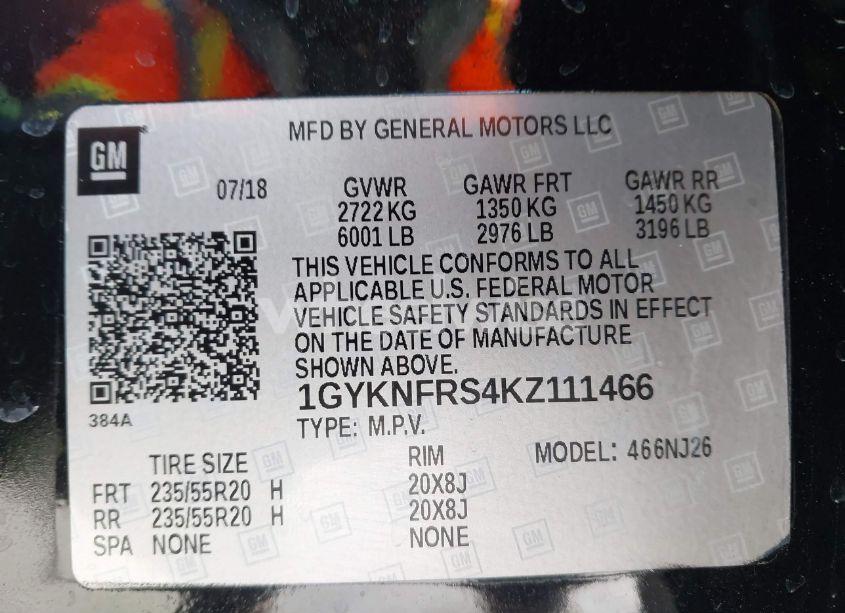 GM
MFD BY GENERAL MOTORS LLC
07/18 GVWR GAWR FRT GAWR RR
2722 KG 1350 KG 1450 KG
6001 LB 2976 LB 3196 LB
THIS VEHICLE CONFORMS TO ALL
APPLICABLE U.S. FEDERAL MOTOR
VEHICLE SAFETY STANDARDS IN EFFECT
ON THE DATE OF MANUFACTURE
SHOWN ABOVE.
1GYKNFRS4KZ111466
384A
TYPE: M.P.V.
TIRE SIZE RIM MODEL: 466NJ26
FRT 235/55R20 H 20X8J
RR 235/55R20 H 20X8J
SPA NONE NONE